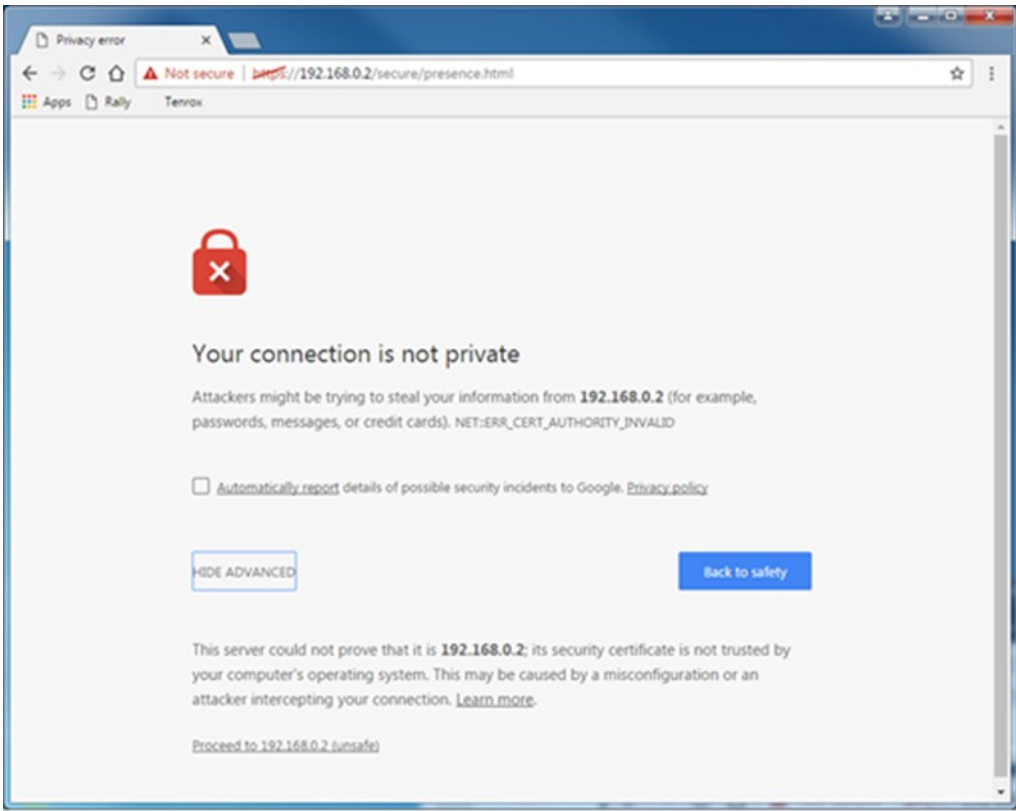 Privacy error
Not secure | https://192.168.0.2/secure/presence.html
Apps Rally Tenrox
Your connection is not private
Attackers might be trying to steal your information from 192.168.0.2 (for example,
passwords, messages, or credit cards). NET::ERR_CERT_AUTHORITY_INVALID
Automatically report details of possible security incidents to Google. Privacy policy
HIDE ADVANCED
Back to safety
This server could not prove that it is 192.168.0.2; its security certificate is not trusted by
your computer's operating system. This may be caused by a misconfiguration or an
attacker intercepting your connection. Learn more.
Proceed to 192.168.0.2 (unsafe)